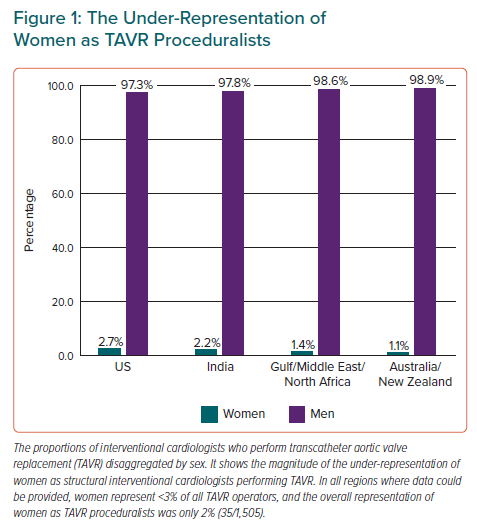 Figure 1: The Under-Representation of
Women as TAVR Proceduralists
Percentage
100.0
80.0
60.0
40.0
20.0
0.0
97.3%
97.8%
98.6%
98.9%
2.7%
2.2%
1.4%
1.1%
US
India
Gulf/Middle East/
North Africa
Australia/
New Zealand
Women
Men
The proportions of interventional cardiologists who perform transcatheter aortic valve
replacement (TAVR) disaggregated by sex. It shows the magnitude of the under-representation of
women as structural interventional cardiologists performing TAVR. In all regions where data could
be provided, women represent <3% of all TAVR operators, and the overall representation of
women as TAVR proceduralists was only 2% (35/1,505).